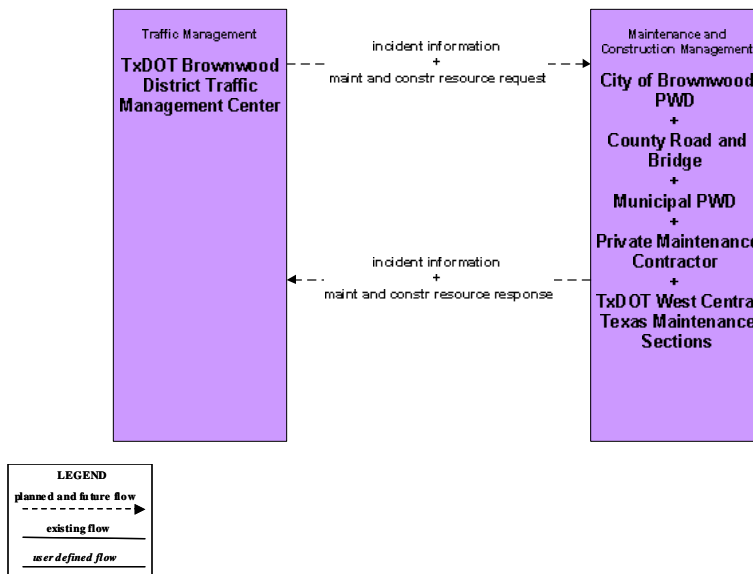 Traffic Management
TxDOT Brownwood
District Traffic
Management Center
incident information
+
maint and constr resource request
Maintenance and
Construction Management
City of Brownwood
PWD
+
County Road and
Bridge
+
Municipal PWD
+
Private Maintenance
Contractor
+
TxDOT West Centra
Texas Maintenance
Sections
incident information
+
maint and constr resource response
LEGEND
planned and future flow
existing flow
user defined flow